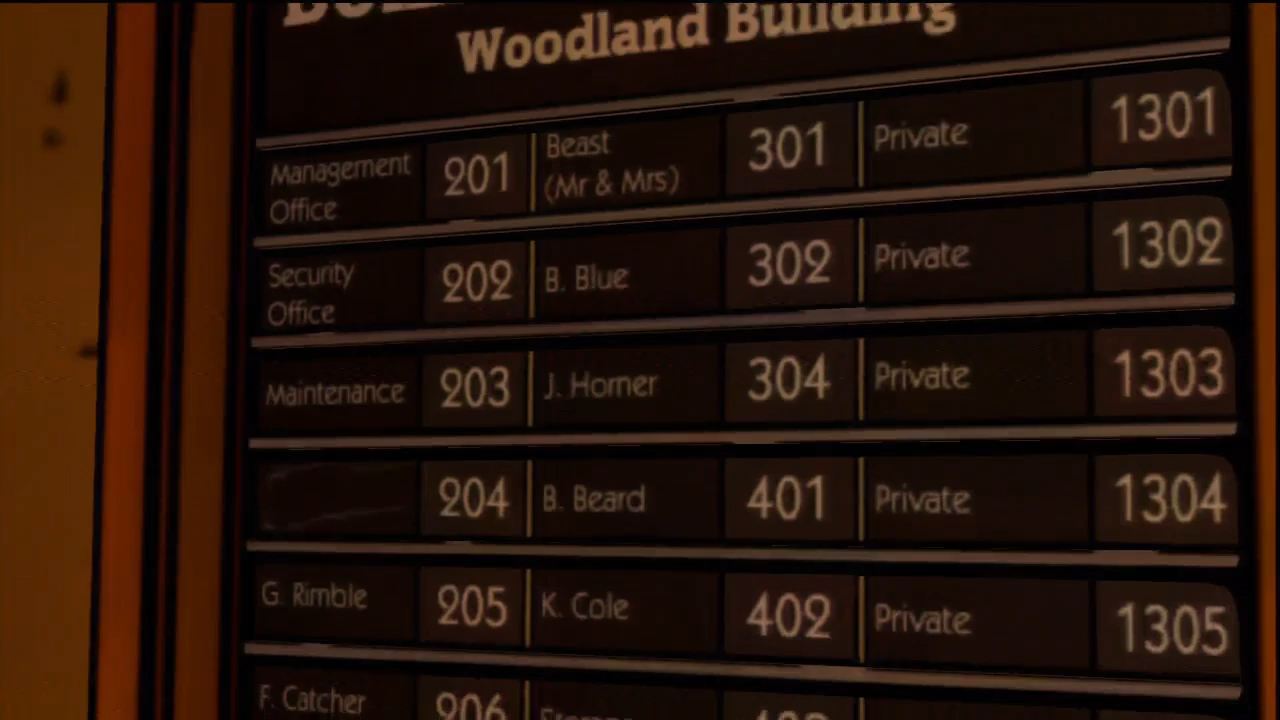 Woodland Building
Management Office 201 Beast (Mr & Mrs) 301 Private 1301
Security Office 202 B. Blue 302 Private 1302
Maintenance 203 J. Horner 304 Private 1303
204 B. Beard 401 Private 1304
G. Rimble 205 K. Cole 402 Private 1305
F. Catcher 206